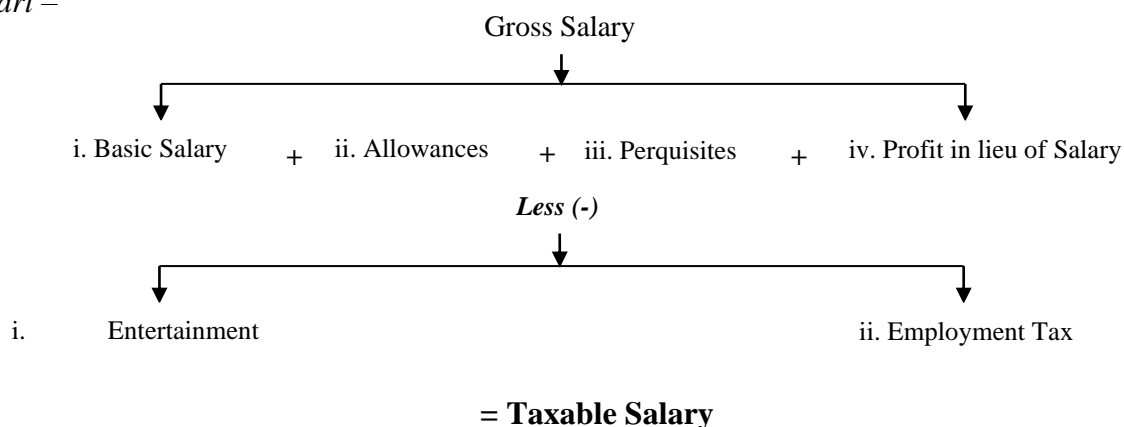 Gross Salary
i. Basic Salary + ii. Allowances + iii. Perquisites + iv. Profit in lieu of Salary
Less (-)
i. Entertainment ii. Employment Tax
= Taxable Salary